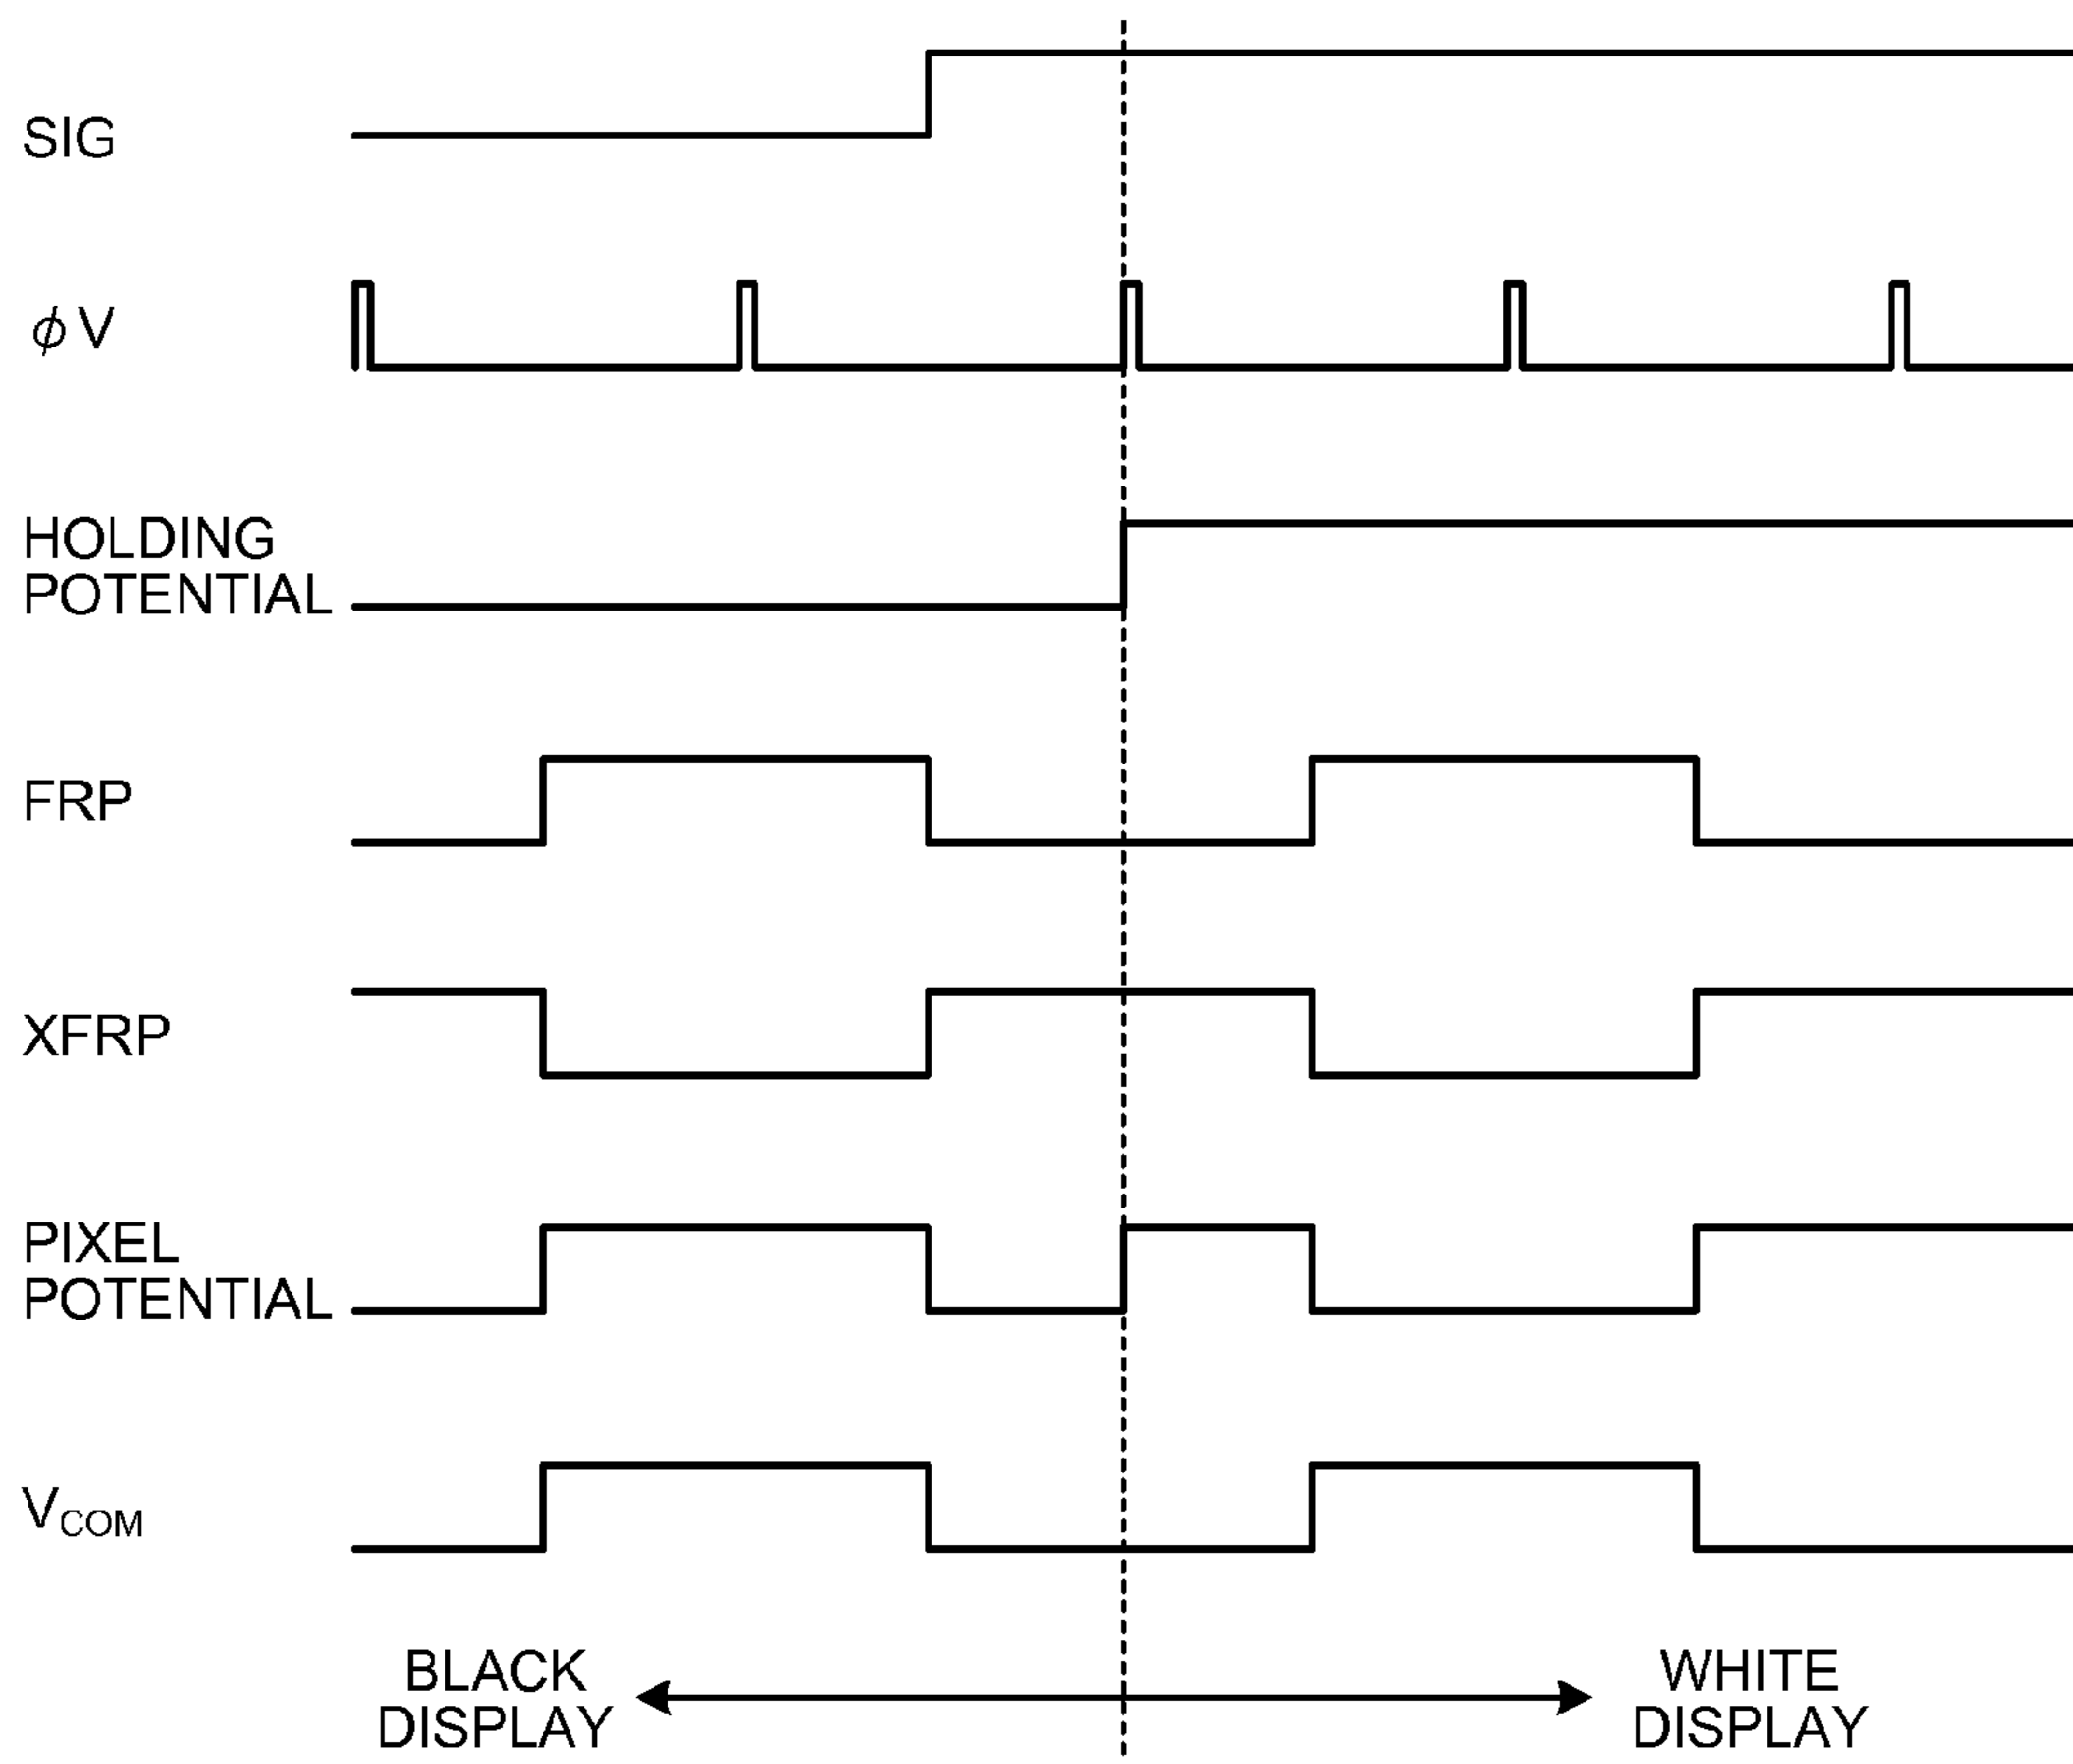 SIG
ϕV
HOLDING
POTENTIAL
FRP
XFRP
PIXEL
POTENTIAL
VCOM
BLACK
DISPLAY
WHITE
DISPLAY